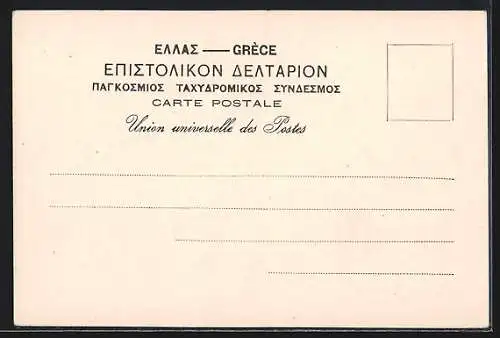 ΕΛΛΑΣ — GRÈCE
ΕΠΙΣΤΟΛΙΚΟΝ ΔΕΛΤΑΡΙΟΝ
ΠΑΓΚΟΣΜΙΟΣ ΤΑΧΥΔΡΟΜΙΚΟΣ ΣΥΝΔΕΣΜΟΣ
CARTE POSTALE
Union universelle des Postes